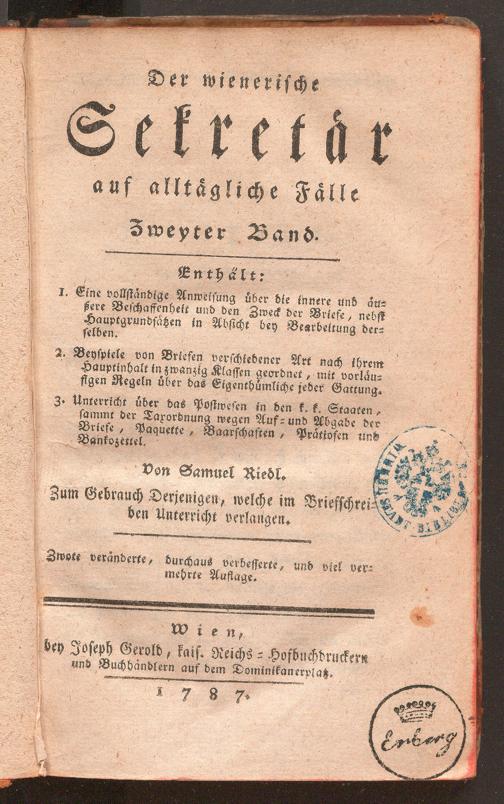 Der wienerische
Sekretär
auf alltägliche Fälle
Zweyter Band.
Enthält:
1. Eine vollständige Anweisung über die innere und äu-
ßere Beschaffenheit und den Zweck der Briefe, nebst
Hauptgrundsätzen in Absicht bey Bearbeitung der-
selben.
2. Beyspiele von Briefen verschiedener Art nach ihrem
Hauptinhalt in zwanzig Klassen geordnet, mit vorläu-
figen Regeln über das Eigenthümliche jeder Gattung.
3. Unterricht über das Postwesen in den k. k. Staaten,
sammt der Taxordnung wegen Auf- und Abgabe der
Briefe, Paquette, Baarschaften, Prätiosen und
Bankozettel.
Von Samuel Riedl.
Zum Gebrauch Derjenigen, welche im Briefschrei-
ben Unterricht verlangen.
Zwote veränderte, durchaus verbesserte, und viel ver-
mehrte Auflage.
Wien,
bey Joseph Gerold, kais. Reichs-Hofbuchdruckern
und Buchhändlern auf dem Dominikanerplatz.
1787.
Erberg